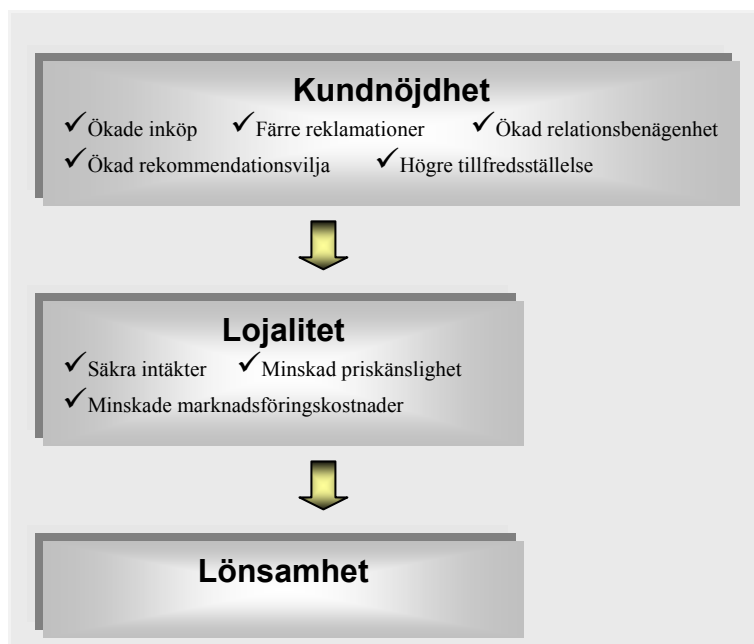 Kundnöjdhet
✓Ökade inköp ✓Färre reklamationer ✓Ökad relationsbenägenhet
✓Ökad rekommendationsvilja ✓Högre tillfredsställelse
Lojalitet
✓Säkra intäkter ✓Minskad priskänslighet
✓Minskade marknadsföringskostnader
Lönsamhet